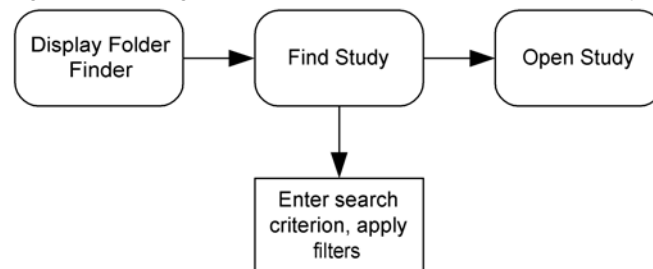 Display Folder
Finder
Find Study
Open Study
Enter search
criterion, apply
filters